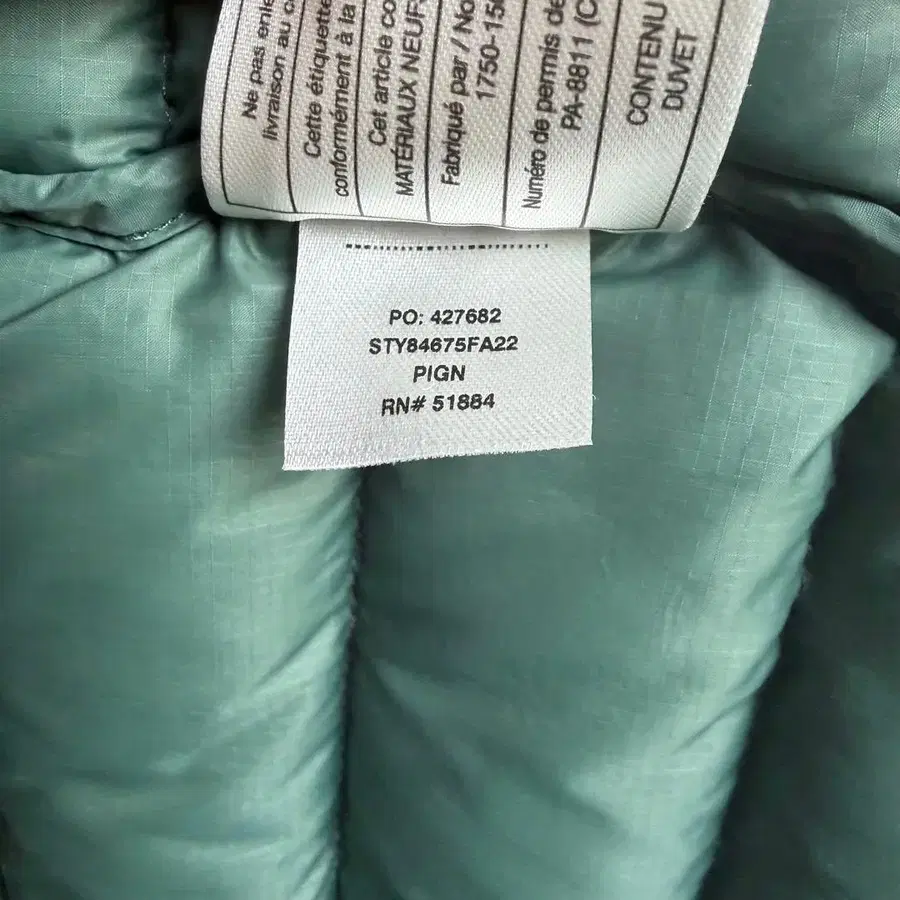 Ne pas enle
livraison au c
Cette étiquette
conformément à la
Cet article co
MATÉRIAUX NEUF
Fabriqué par / No
1750-150
Numéro de permis de
PA-8811 (C
CONTENU
DUVET
PO: 427682
STY84675FA22
PIGN
RN# 51884